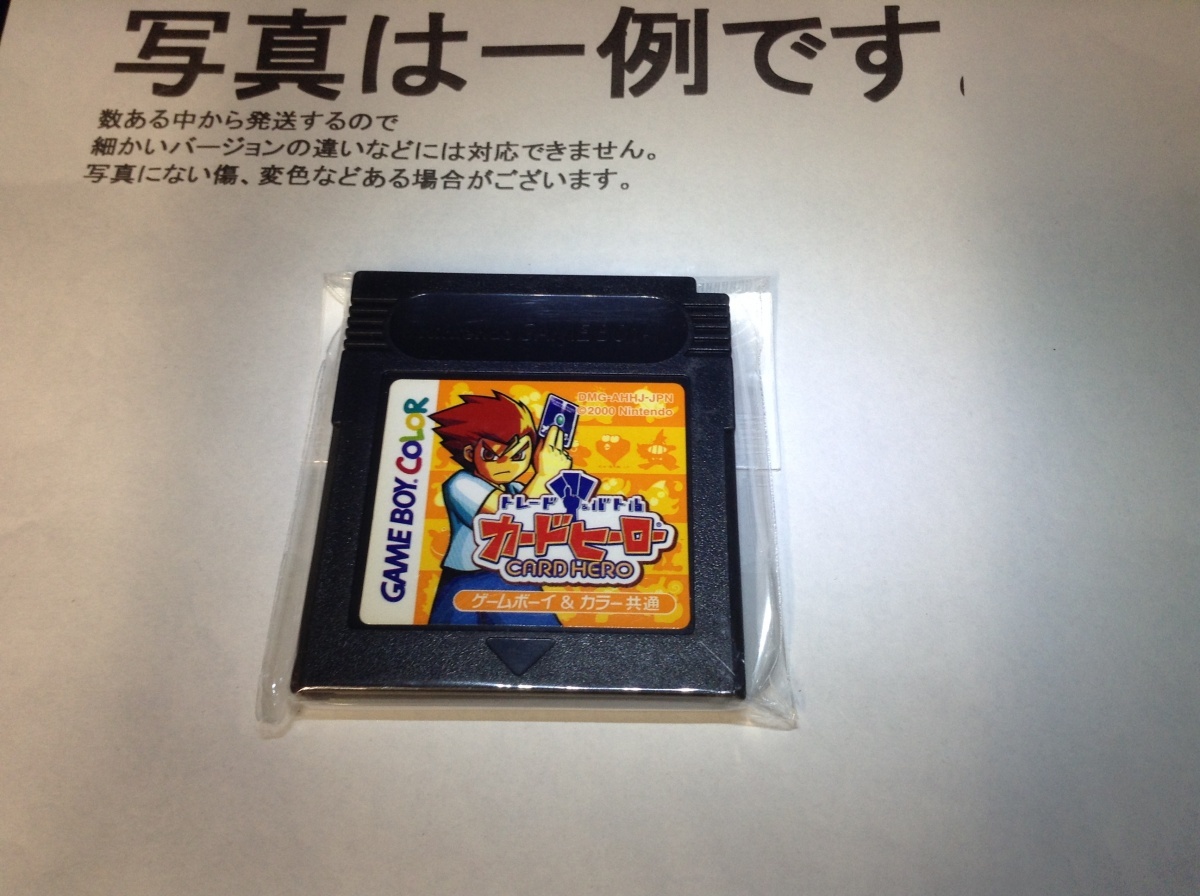 写真は一例です。
数ある中から発送するので
細かいバージョンの違いなどには対応できません。
写真にない傷、変色などある場合がございます。
GAME BOY COLOR
DMG-AHHJ-JPN
©2000 Nintendo
トレード&バトル
カードヒーロー
CARD HERO
ゲームボーイ & カラー共通